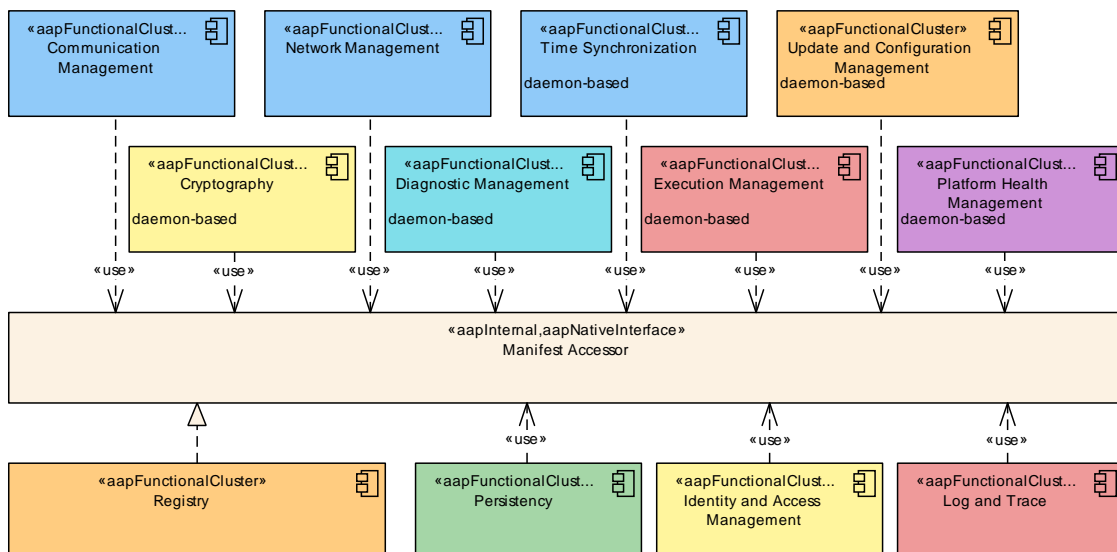 «aapFunctionalClust...
Communication
Management
«aapFunctionalClust...
Network Management
«aapFunctionalClust...
Time Synchronization
daemon-based
«aapFunctionalCluster»
Update and Configuration
Management
daemon-based
«aapFunctionalClust...
Cryptography
daemon-based
«aapFunctionalClust...
Diagnostic Management
daemon-based
«aapFunctionalClust...
Execution Management
daemon-based
«aapFunctionalClust...
Platform Health
Management
daemon-based
«use»
«use»
«use»
«use»
«use»
«use»
«use»
«use»
«aapInternal,aapNativeInterface»
Manifest Accessor
«use»
«use»
«use»
«aapFunctionalCluster»
Registry
«aapFunctionalClust...
Persistency
«aapFunctionalClust...
Identity and Access
Management
«aapFunctionalClust...
Log and Trace